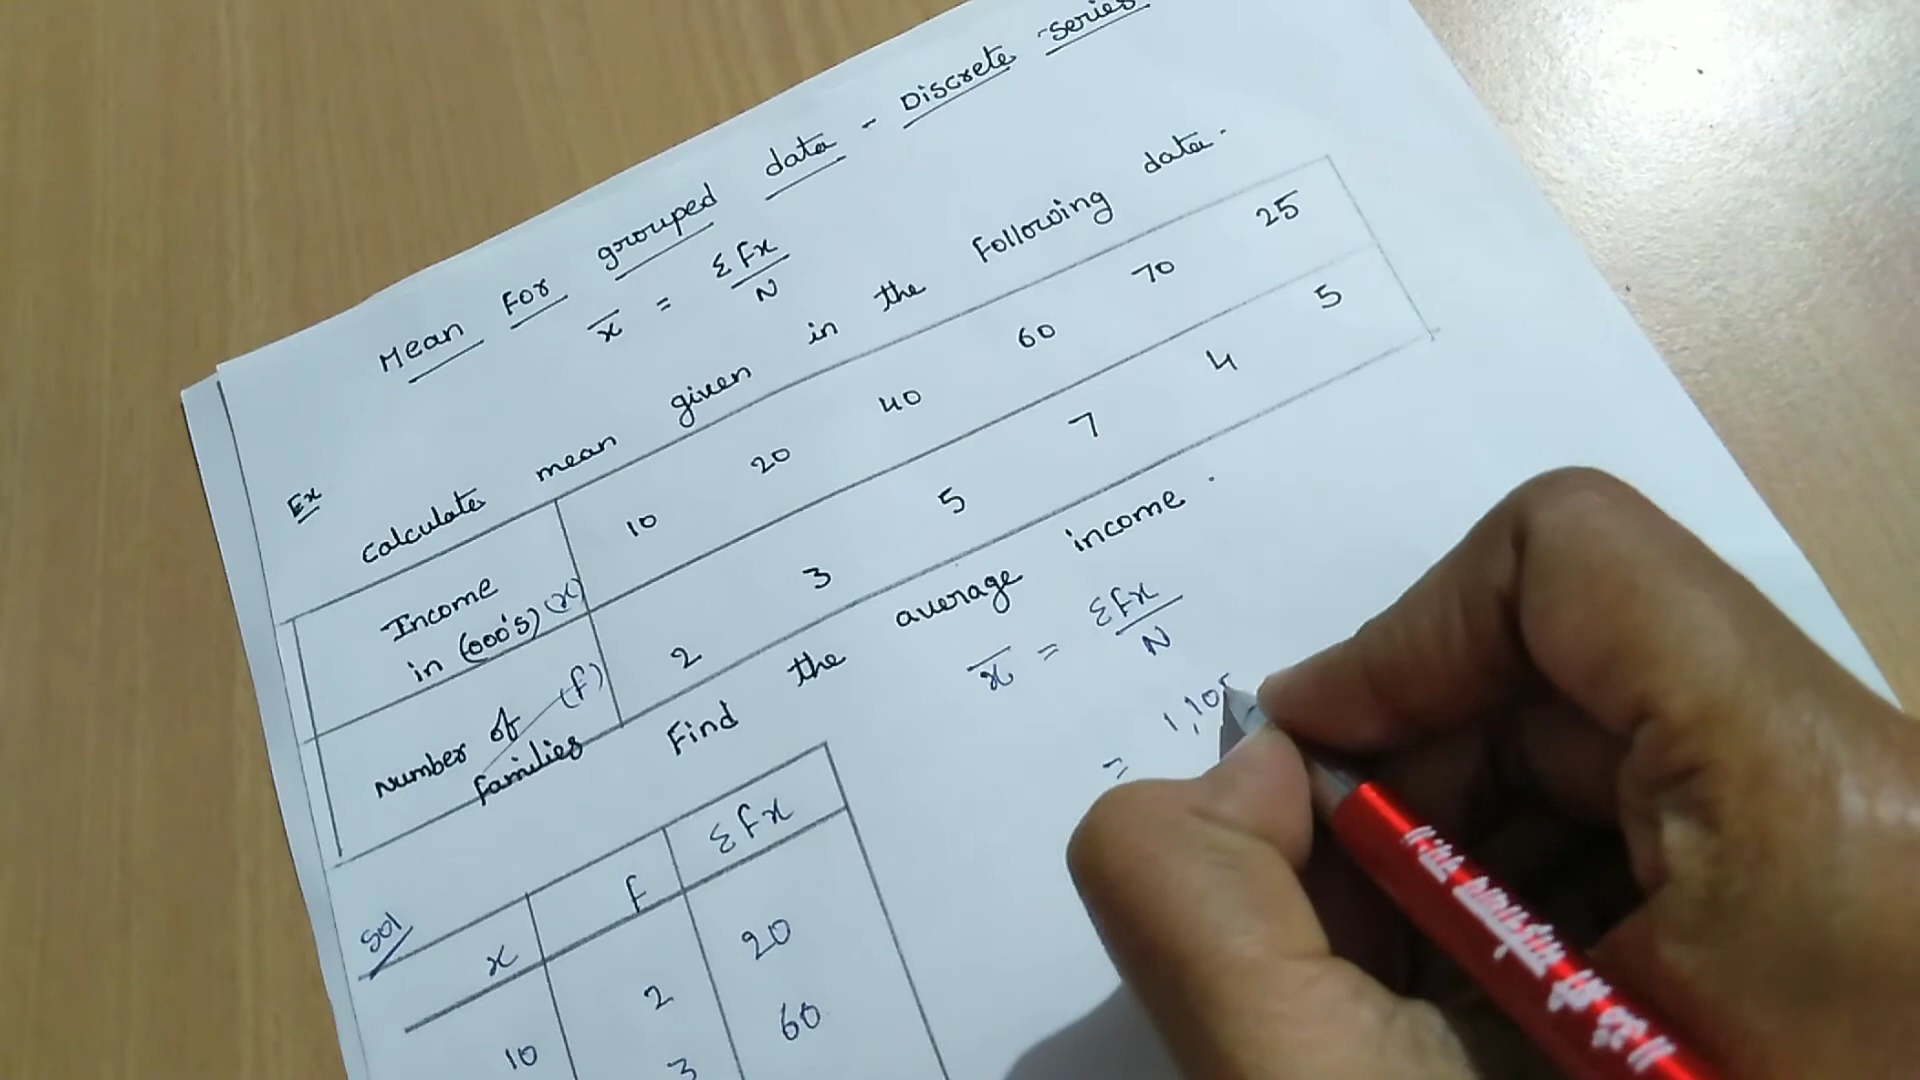 Mean For grouped data - Discrete -series
x̄ = Σfx / N
Ex
Calculate mean given in the following data.
Income in (000's) (x) 10 20 40 60 70 25
Number of families (f) 2 3 5 7 4 5
Find the average income.
x̄ = Σfx / N
= 1,105
Sol
x f Σfx
10 2 20
3 60